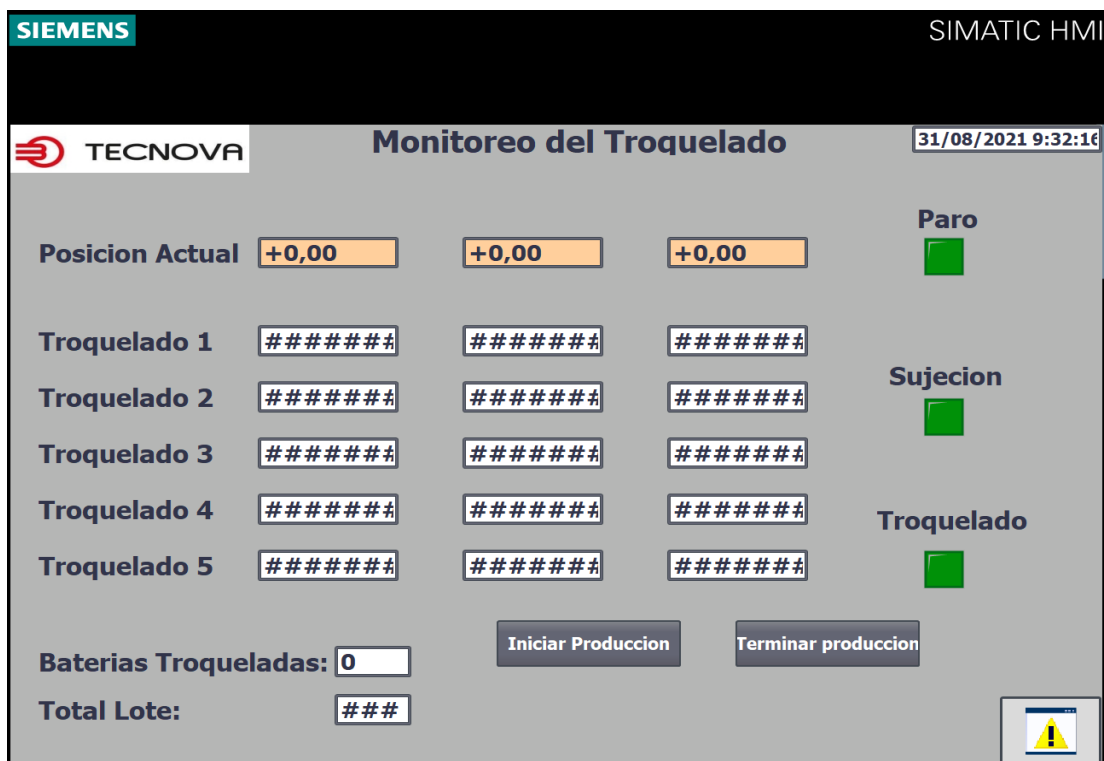 SIEMENS SIMATIC HMI
TECNOVA Monitoreo del Troquelado 31/08/2021 9:32:16
Paro
Posicion Actual +0,00 +0,00 +0,00
Troquelado 1 ####### ####### #######
Sujecion
Troquelado 2 ####### ####### #######
Troquelado 3 ####### ####### #######
Troquelado 4 ####### ####### #######
Troquelado
Troquelado 5 ####### ####### #######
Iniciar Produccion Terminar produccion
Baterias Troqueladas: 0
Total Lote: ###